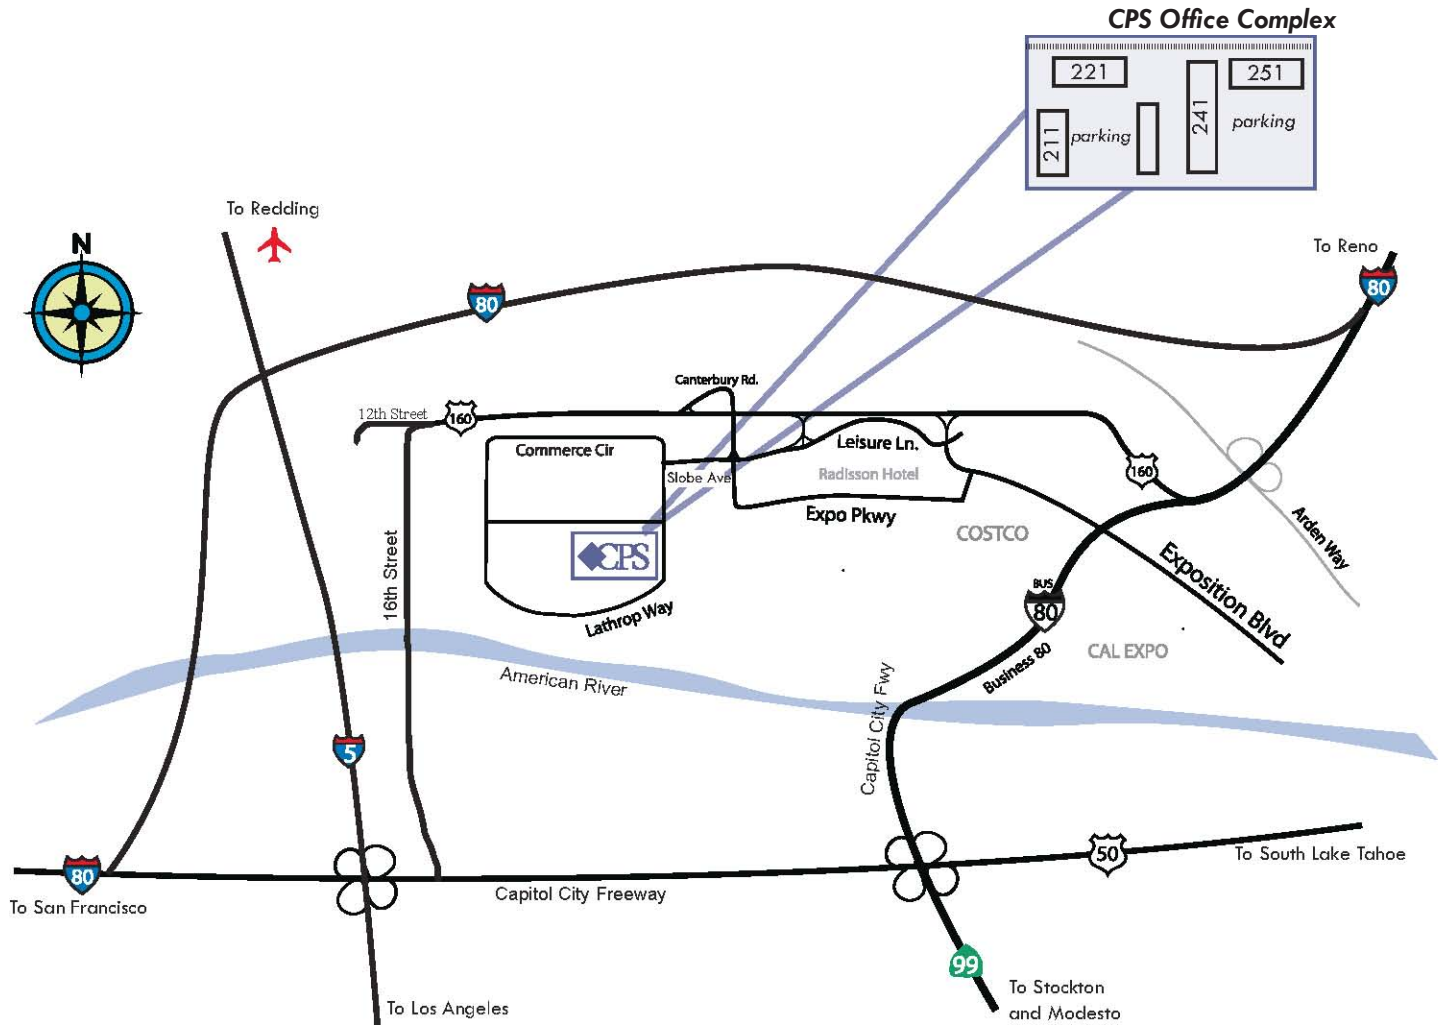 CPS Office Complex
221
251
241
211
parking
parking
To Redding
N
To Reno
80
80
Canterbury Rd.
12th Street
160
Commerce Cir
Leisure Ln.
Slobe Ave
Radisson Hotel
160
Expo Pkwy
COSTCO
Arden Way
CPS
16th Street
Exposition Blvd
BUS
80
Lathrop Way
CAL EXPO
Business 80
American River
Capitol City Fwy
5
50
To South Lake Tahoe
80
Capitol City Freeway
To San Francisco
99
To Stockton
and Modesto
To Los Angeles